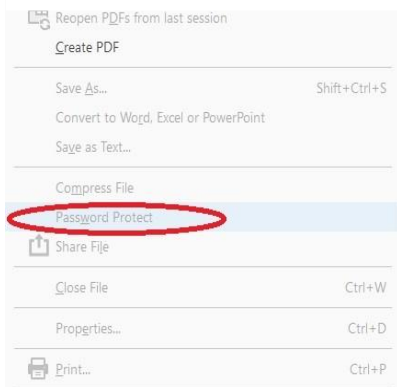 Reopen PDFs from last session
Create PDF
Save As... Shift+Ctrl+S
Convert to Word, Excel or PowerPoint
Save as Text...
Compress File
Password Protect
Share File
Close File Ctrl+W
Properties... Ctrl+D
Print... Ctrl+P